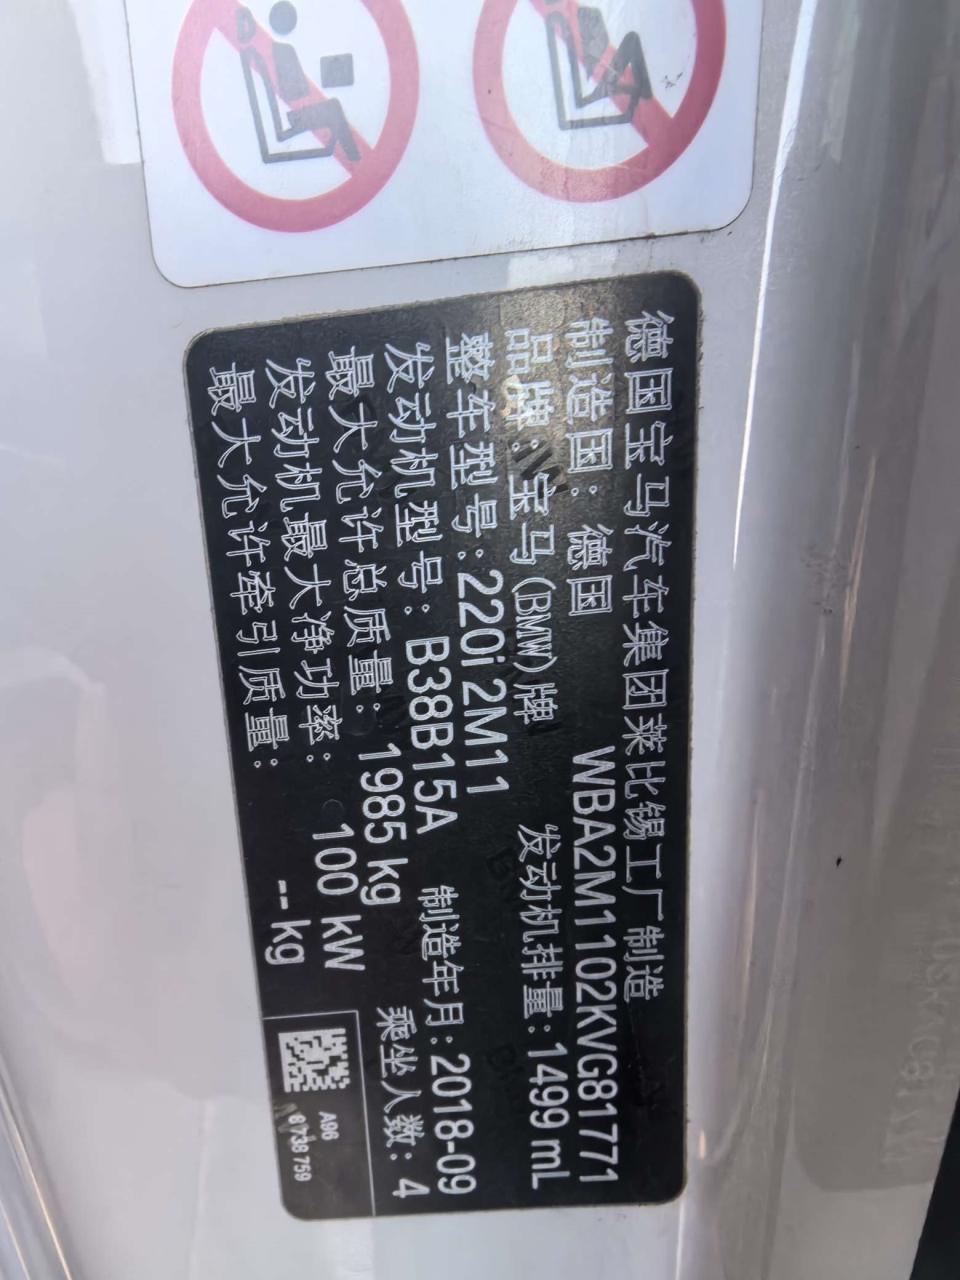 德国宝马汽车集团莱比锡工厂制造
制造国：德国 WBA2M1102KVG81771
品牌：宝马(BMW)牌 发动机排量：1499 mL
整车型号：220i 2M11
发动机型号：B38B15A 制造年月：2018-09
最大允许总质量：1985 kg 乘坐人数：4
发动机最大净功率：100 kW
最大允许牵引质量：-- kg
A96
8 738 759